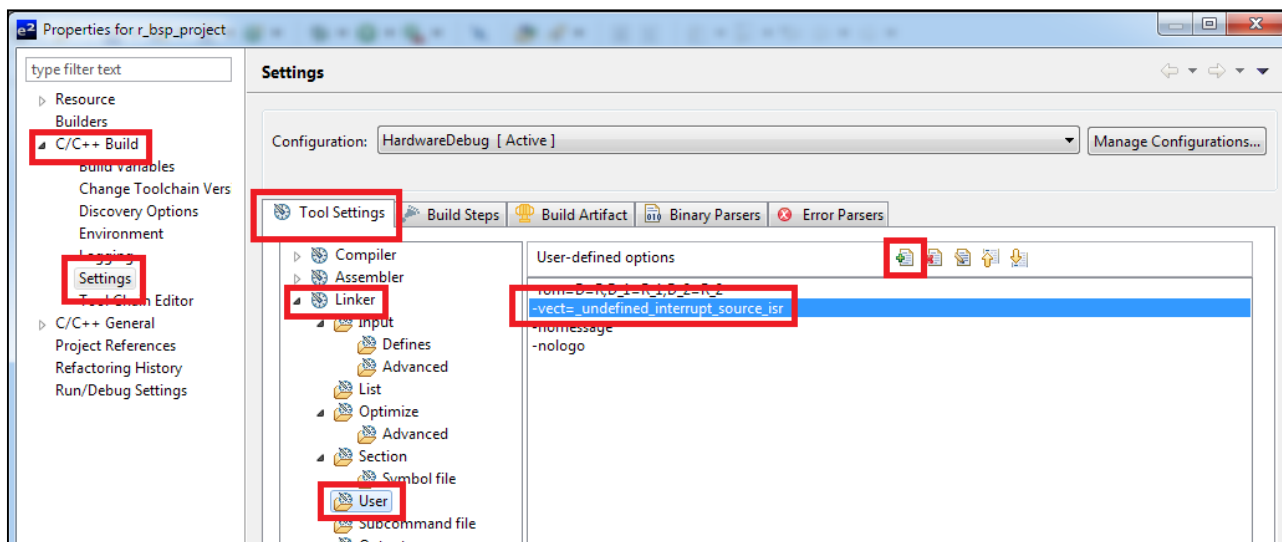 e² Properties for r_bsp_project
type filter text
Settings
Resource
Builders
C/C++ Build
Build Variables
Change Toolchain Vers
Discovery Options
Environment
Logging
Settings
Tool Chain Editor
C/C++ General
Project References
Refactoring History
Run/Debug Settings
Configuration: HardwareDebug [ Active ] Manage Configurations...
Tool Settings Build Steps Build Artifact Binary Parsers Error Parsers
Compiler
Assembler
Linker
Input
Defines
Advanced
List
Optimize
Advanced
Section
Symbol file
User
Subcommand file
User-defined options
-rom=D=R,D_1=R_1,D_2=R_2
-vect=_undefined_interrupt_source_isr
-nomessage
-nologo